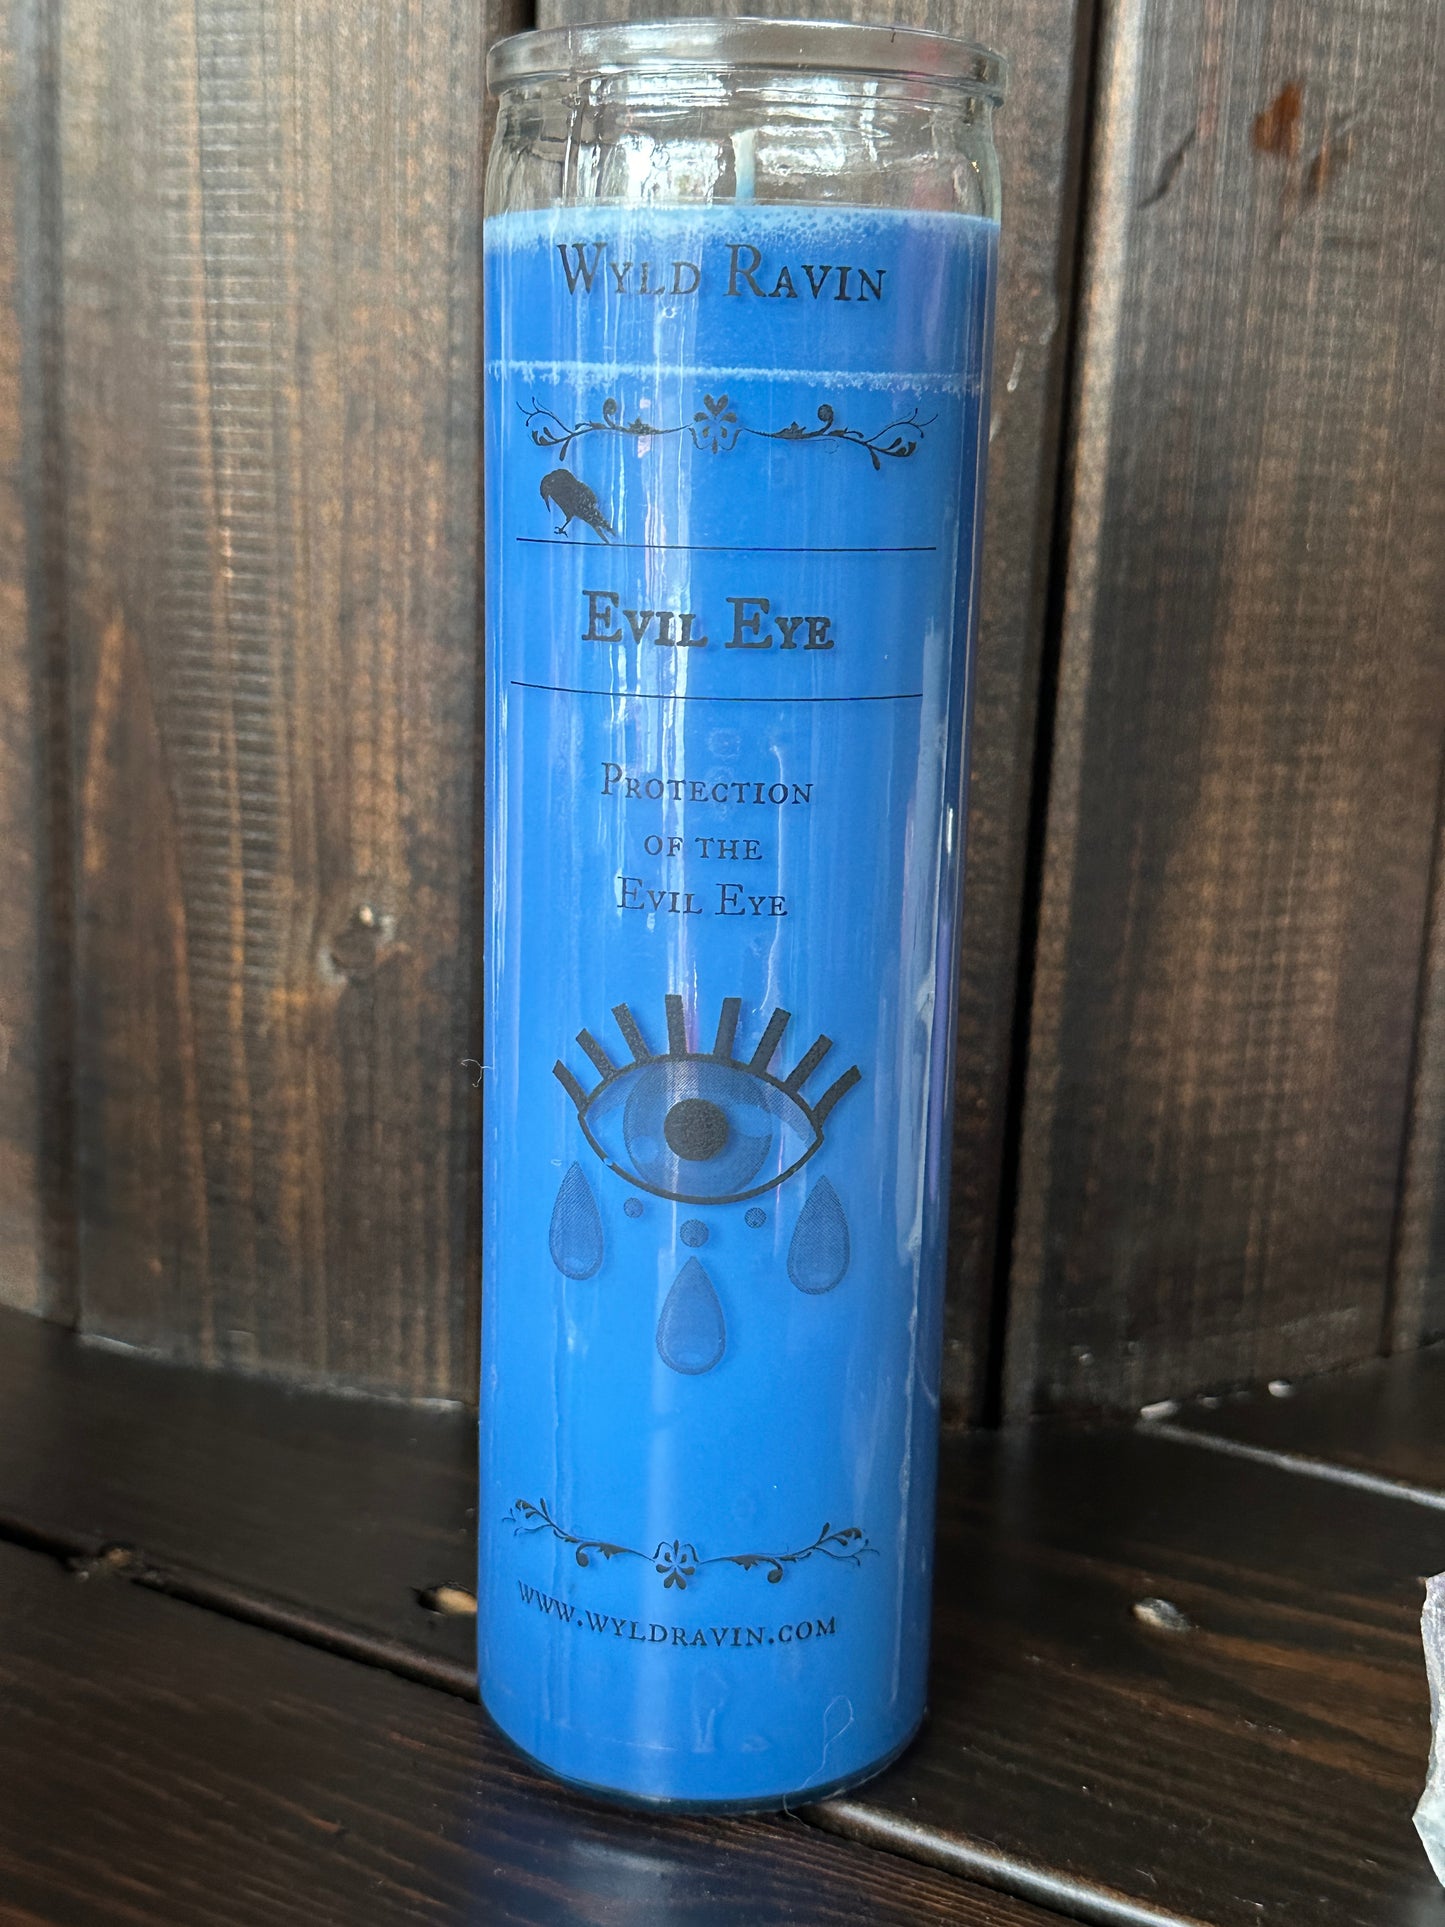 Wyld Ravin
Evil Eye
Protection
of the
Evil Eye
www.wyldravin.com